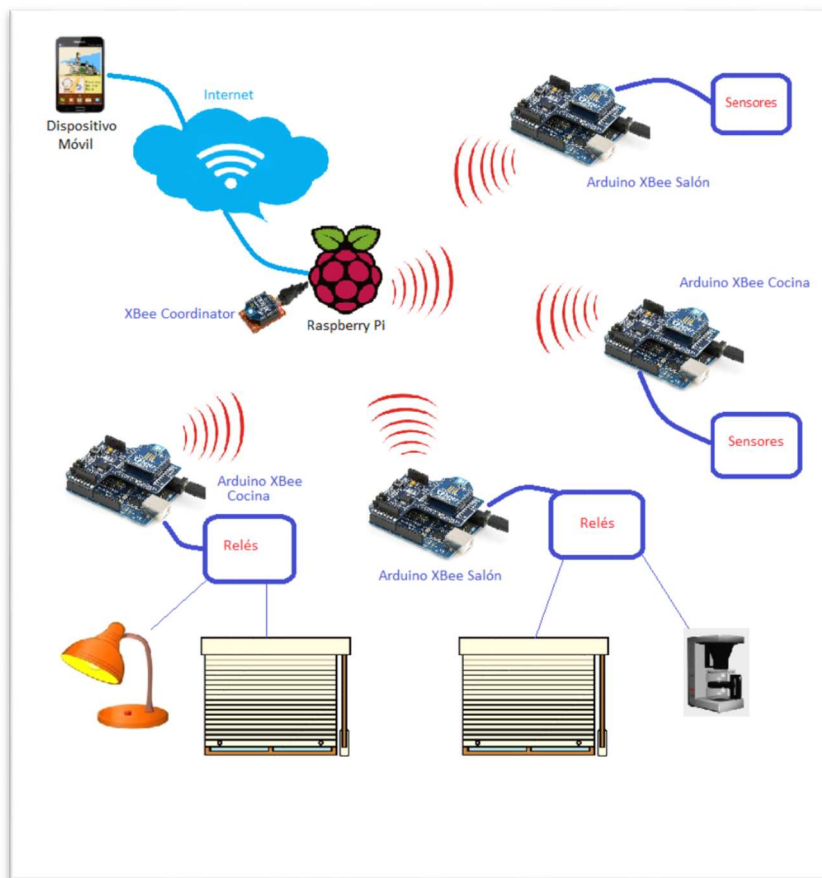 Internet
Dispositivo
Móvil
Sensores
Arduino XBee Salón
Arduino XBee Cocina
XBee Coordinator
Raspberry Pi
Sensores
Arduino XBee
Cocina
Relés
Relés
Arduino XBee Salón